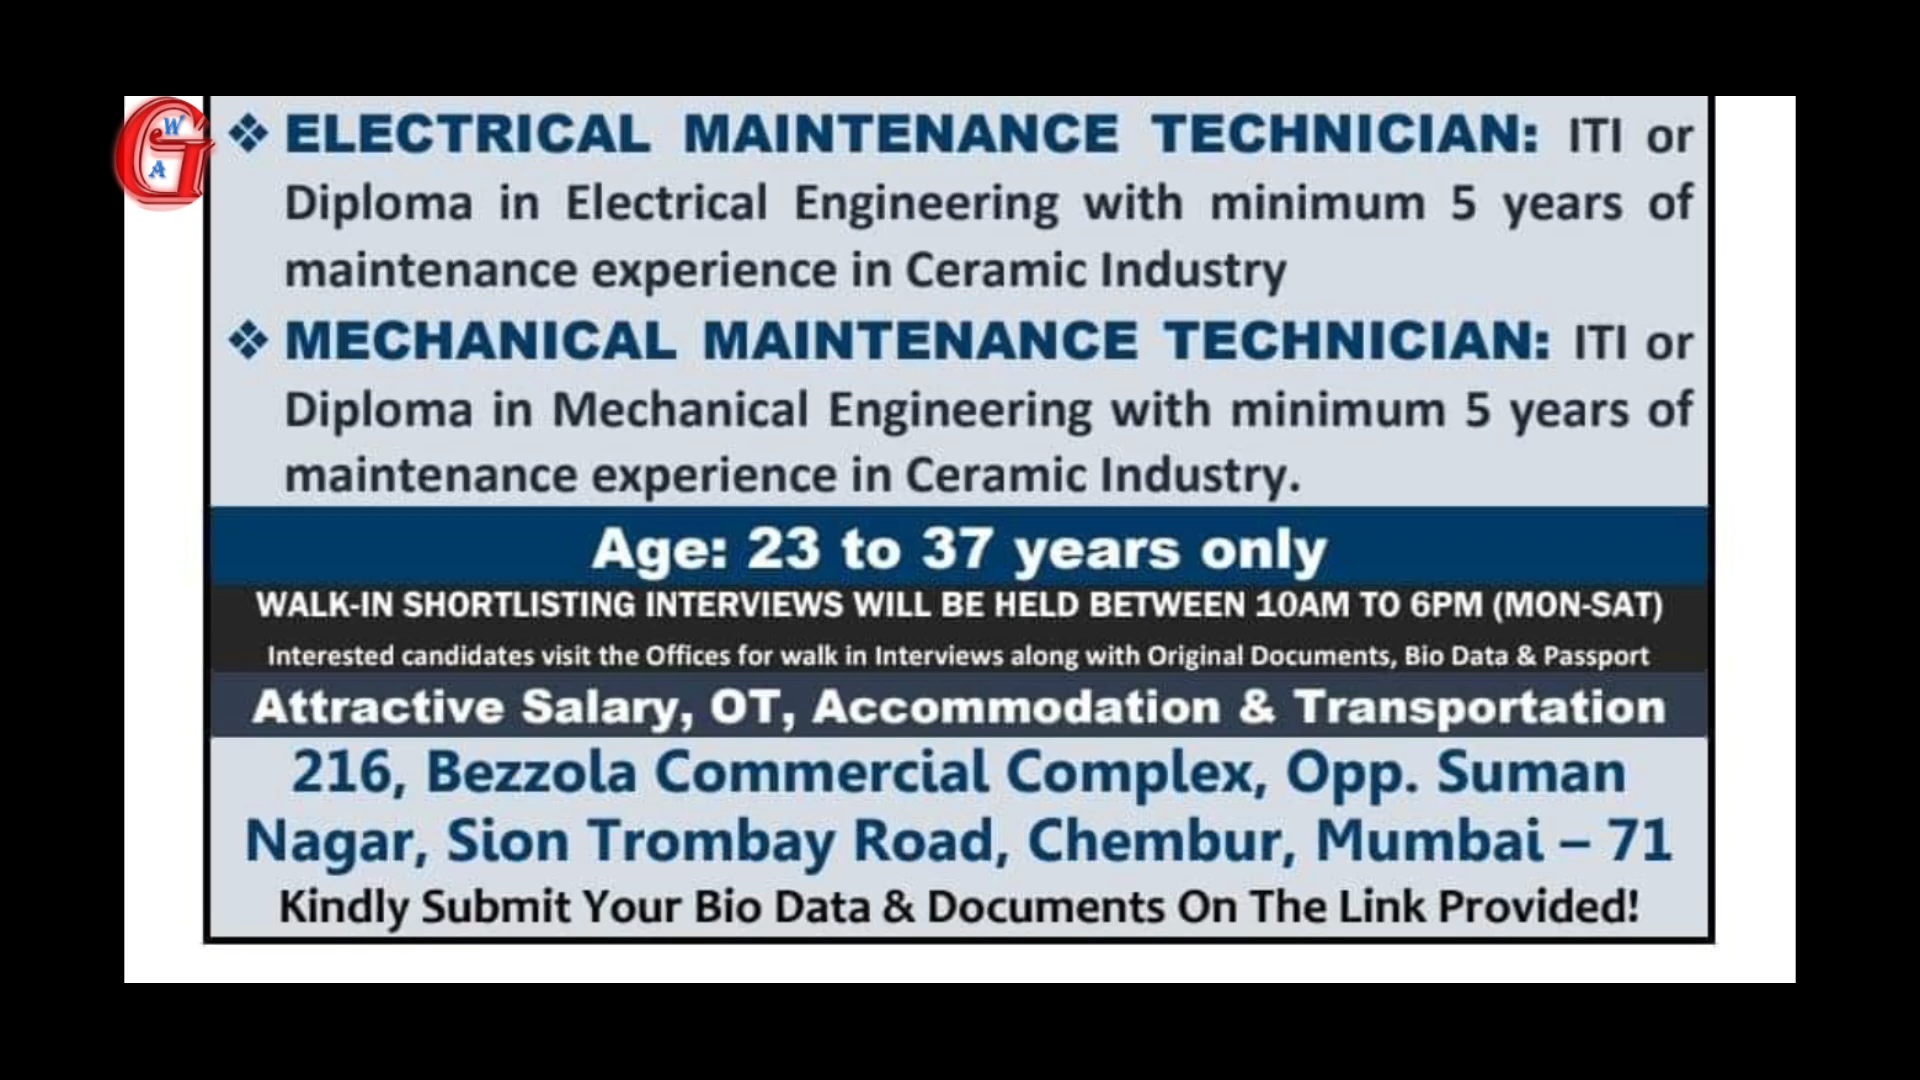 G W A
❖ ELECTRICAL MAINTENANCE TECHNICIAN: ITI or
Diploma in Electrical Engineering with minimum 5 years of
maintenance experience in Ceramic Industry
❖ MECHANICAL MAINTENANCE TECHNICIAN: ITI or
Diploma in Mechanical Engineering with minimum 5 years of
maintenance experience in Ceramic Industry.
Age: 23 to 37 years only
WALK-IN SHORTLISTING INTERVIEWS WILL BE HELD BETWEEN 10AM TO 6PM (MON-SAT)
Interested candidates visit the Offices for walk in Interviews along with Original Documents, Bio Data & Passport
Attractive Salary, OT, Accommodation & Transportation
216, Bezzola Commercial Complex, Opp. Suman
Nagar, Sion Trombay Road, Chembur, Mumbai – 71
Kindly Submit Your Bio Data & Documents On The Link Provided!